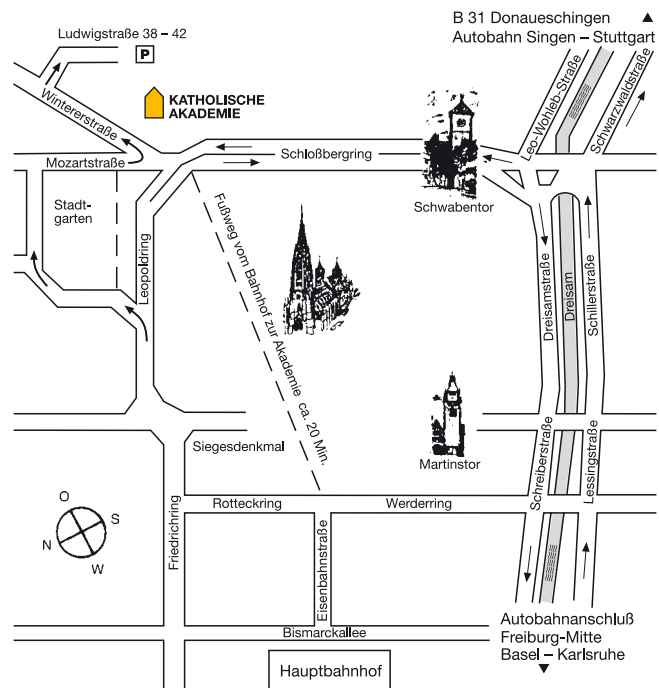 Ludwigstraße 38 – 42
P
B 31 Donaueschingen
Autobahn Singen – Stuttgart
Wintererstraße
KATHOLISCHE
AKADEMIE
Leo-Wohleb-Straße
Schwarzwaldstraße
Mozartstraße
Schloßbergring
Schwabentor
Stadt-
garten
Leopoldring
Fußweg vom Bahnhof zur Akademie ca. 20 Min.
Dreisamstraße
Dreisam
Schillerstraße
Siegesdenkmal
Martinstor
Schreiberstraße
Lessingstraße
Friedrichring
Rotteckring
Werderring
O
S
N
W
Eisenbahnstraße
Bismarckallee
Hauptbahnhof
Autobahnanschluß
Freiburg-Mitte
Basel – Karlsruhe